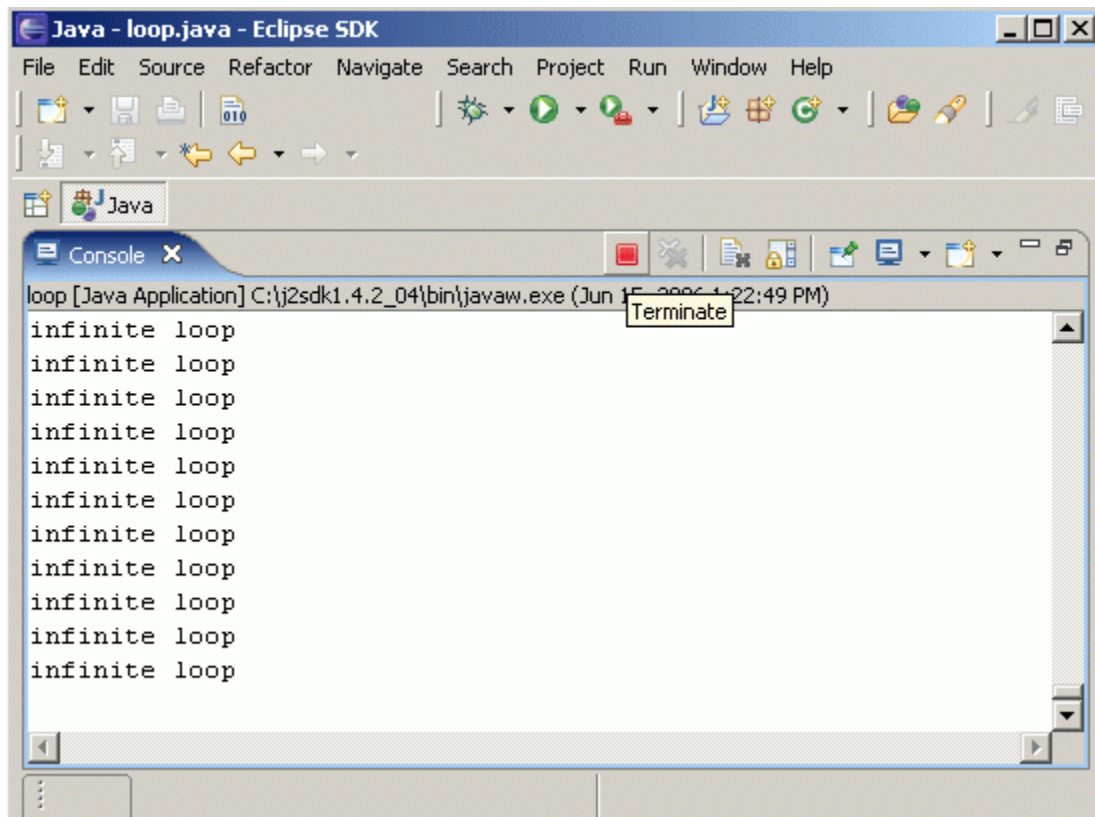 Java - loop.java - Eclipse SDK
File Edit Source Refactor Navigate Search Project Run Window Help
010
Java
Console
loop [Java Application] C:\j2sdk1.4.2_04\bin\javaw.exe (Jun 1:22:49 PM)
Terminate
infinite loop
infinite loop
infinite loop
infinite loop
infinite loop
infinite loop
infinite loop
infinite loop
infinite loop
infinite loop
infinite loop